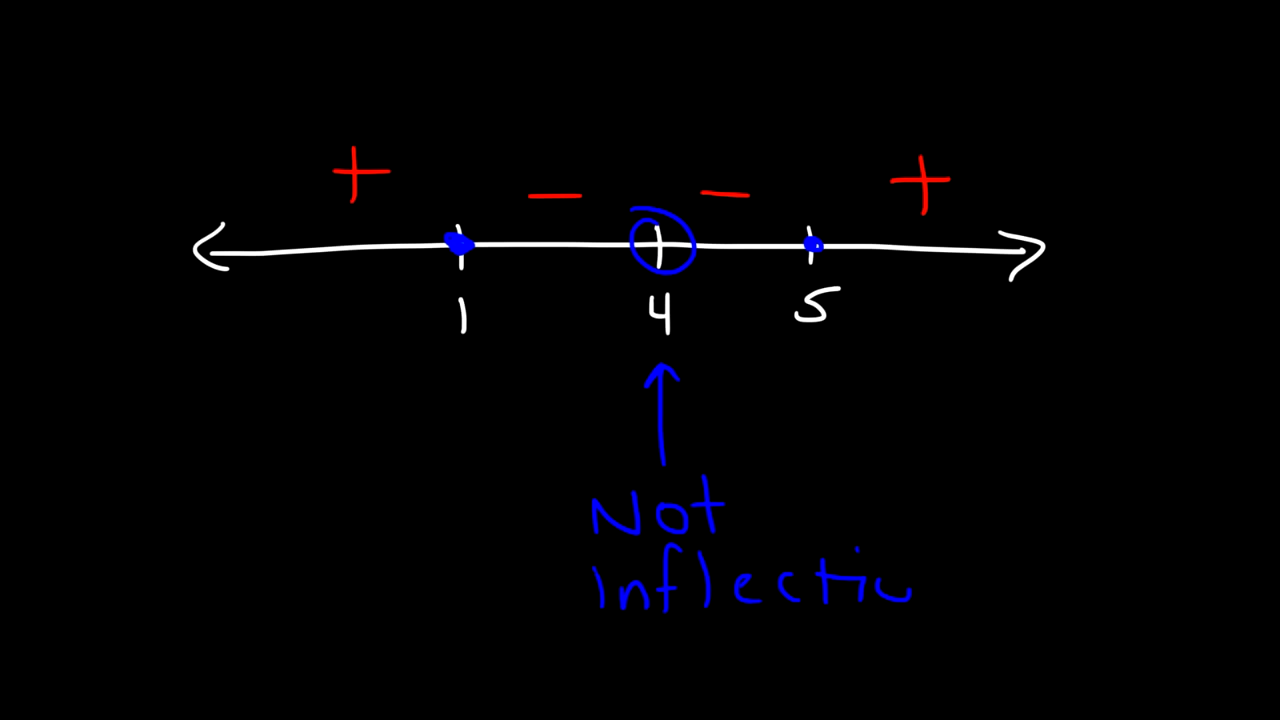 + − − +
1 4 5
Not
inflectio